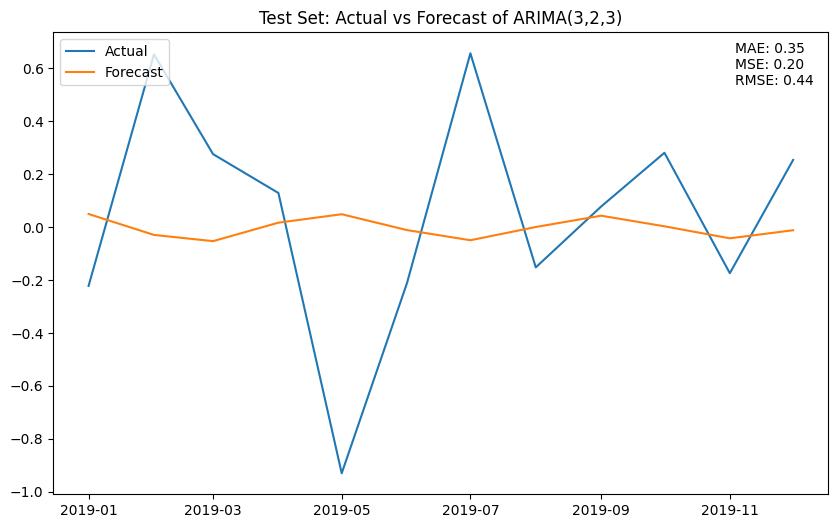 Test Set: Actual vs Forecast of ARIMA(3,2,3)
Actual
Forecast
MAE: 0.35
MSE: 0.20
RMSE: 0.44
0.6
0.4
0.2
0.0
−0.2
−0.4
−0.6
−0.8
−1.0
2019-01
2019-03
2019-05
2019-07
2019-09
2019-11